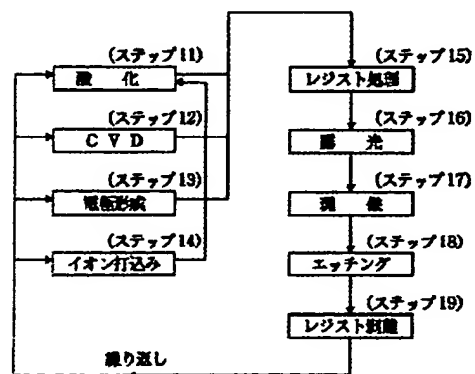 (ステップ11)
酸 化
(ステップ12)
CVD
(ステップ13)
電極形成
(ステップ14)
イオン打込み
(ステップ15)
レジスト処理
(ステップ16)
露 光
(ステップ17)
現 像
(ステップ18)
エッチング
(ステップ19)
レジスト剥離
繰り返し